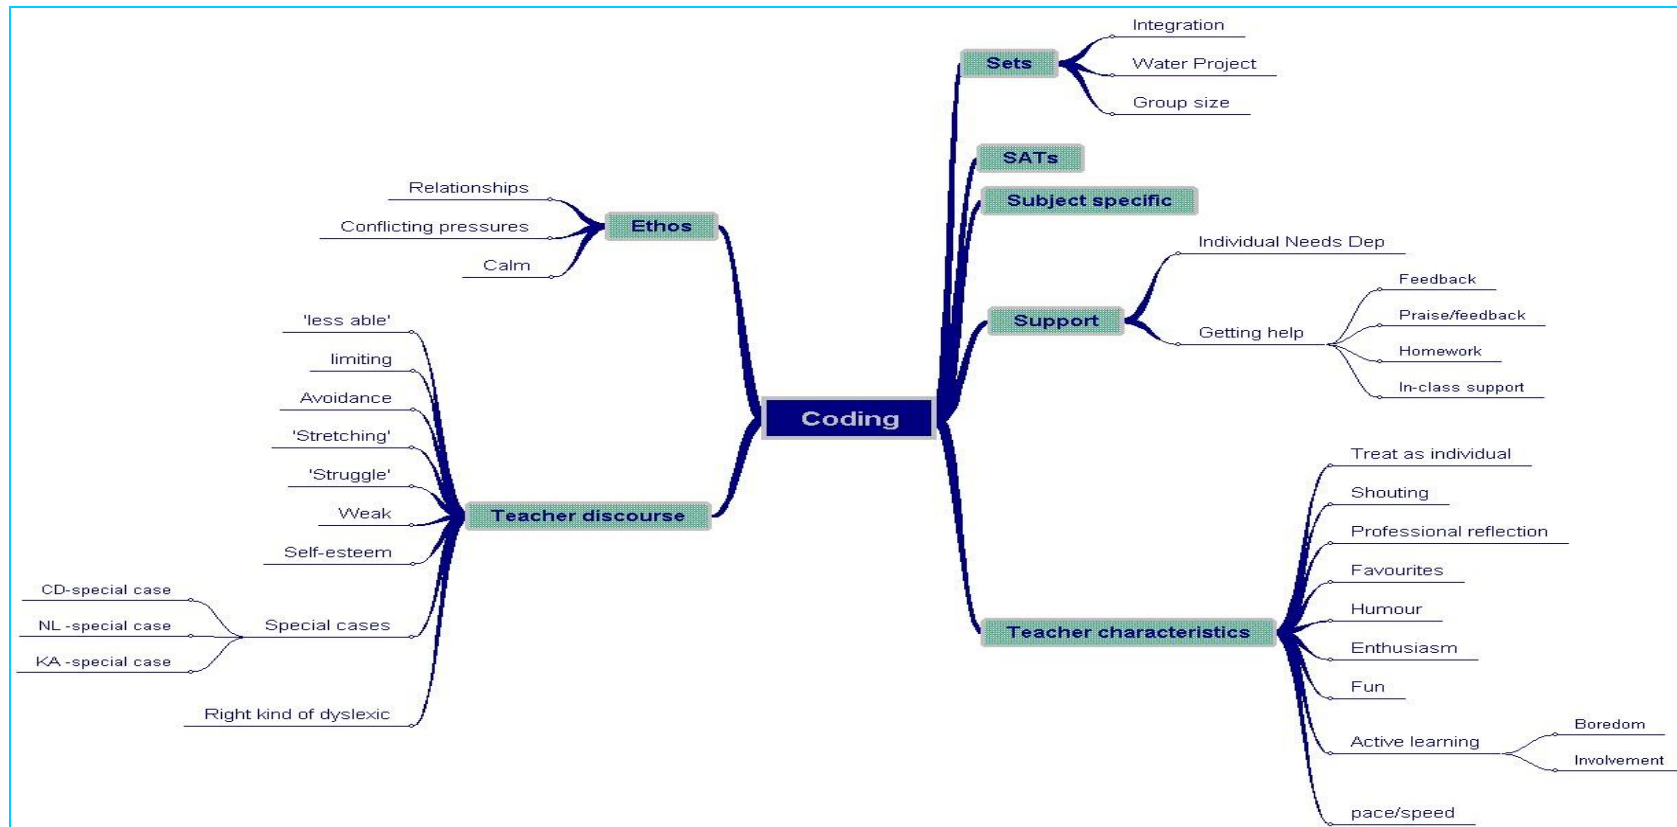 Coding
Sets
Integration
Water Project
Group size
SATs
Subject specific
Support
Individual Needs Dep
Getting help
Feedback
Praise/feedback
Homework
In-class support
Teacher characteristics
Treat as individual
Shouting
Professional reflection
Favourites
Humour
Enthusiasm
Fun
Active learning
Boredom
Involvement
pace/speed
Ethos
Relationships
Conflicting pressures
Calm
Teacher discourse
'less able'
limiting
Avoidance
'Stretching'
'Struggle'
Weak
Self-esteem
Special cases
CD-special case
NL -special case
KA -special case
Right kind of dyslexic